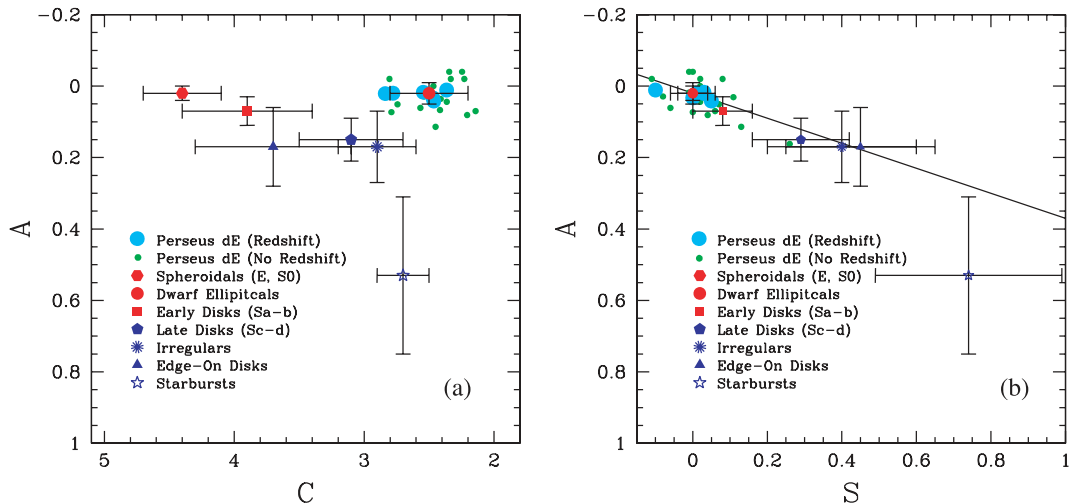 −0.2
0
0.2
0.4
0.6
0.8
1
A
Perseus dE (Redshift)
Perseus dE (No Redshift)
Spheroidals (E, S0)
Dwarf Ellipitcals
Early Disks (Sa−b)
Late Disks (Sc−d)
Irregulars
Edge−On Disks
Starbursts
(a)
5 4 3 2
C
−0.2
0
0.2
0.4
0.6
0.8
1
A
Perseus dE (Redshift)
Perseus dE (No Redshift)
Spheroidals (E, S0)
Dwarf Ellipitcals
Early Disks (Sa−b)
Late Disks (Sc−d)
Irregulars
Edge−On Disks
Starbursts
(b)
0 0.2 0.4 0.6 0.8 1
S